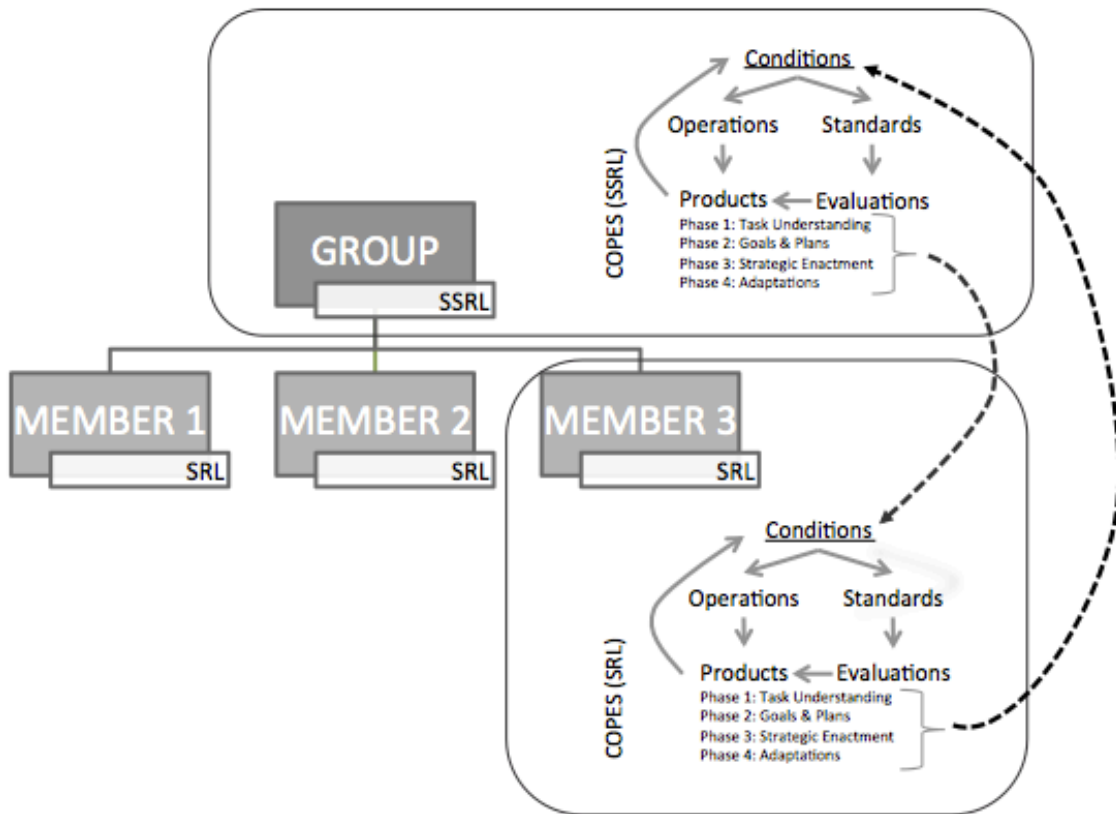 Conditions
Operations
Standards
COPES (SSRL)
Products
Evaluations
Phase 1: Task Understanding
Phase 2: Goals & Plans
Phase 3: Strategic Enactment
Phase 4: Adaptations
GROUP
SSRL
MEMBER 1
SRL
MEMBER 2
SRL
MEMBER 3
SRL
Conditions
Operations
Standards
COPES (SRL)
Products
Evaluations
Phase 1: Task Understanding
Phase 2: Goals & Plans
Phase 3: Strategic Enactment
Phase 4: Adaptations